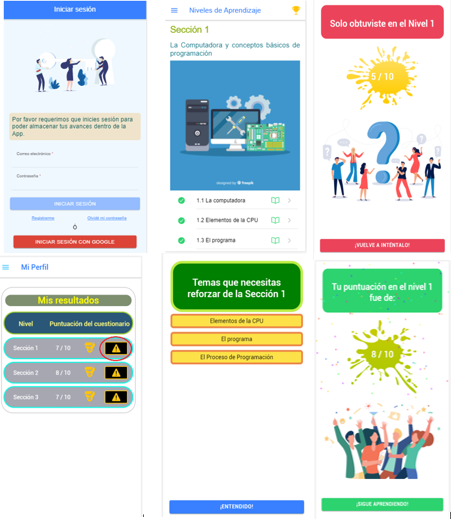 Iniciar sesión
Por favor requerimos que inicies sesión para
poder almacenar tus avances dentro de la
App.
Correo electrónico *
Contraseña *
INICIAR SESIÓN
Registrarme
Olvidé mi contraseña
Ó
INICIAR SESIÓN CON GOOGLE
Niveles de Aprendizaje
Sección 1
La Computadora y conceptos básicos de
programación
designed by freepik
1.1 La computadora
1.2 Elementos de la CPU
1.3 El programa
Solo obtuviste en el Nivel 1
5 / 10
¡VUELVE A INTÉNTALO!
Mi Perfil
Mis resultados
Nivel Puntuación del cuestionario
Sección 1 7 / 10
Sección 2 8 / 10
Sección 3 7 / 10
Temas que necesitas
reforzar de la Sección 1
Elementos de la CPU
El programa
El Proceso de Programación
¡ENTENDIDO!
Tu puntuación en el nivel 1
fue de:
8 / 10
¡SIGUE APRENDIENDO!